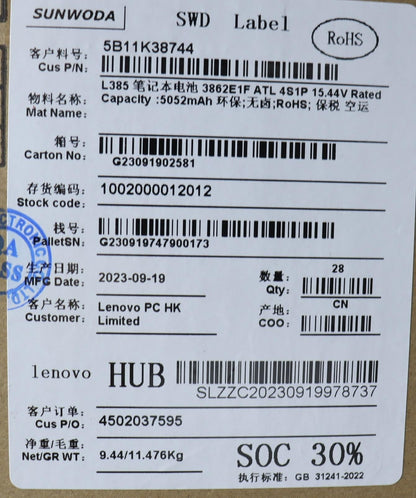 SUNWODA SWD Label RoHS
客户料号: 5B11K38744
Cus P/N:
L385 笔记本电池 3862E1F ATL 4S1P 15.44V Rated
物料名称: Capacity :5052mAh 环保;无卤;RoHS; 保税 空运
Mat Name:
箱号:
Carton No: G23091902581
存货编码: 1002000012012
Stock code:
栈号:
PalletSN: G230919747900173
生产日期: 2023-09-19
MFG Date:
数量: 28
Qty:
客户名称: Lenovo PC HK
Customer: Limited
产地: CN
COO:
lenovo HUB
SLZZC20230919978737
客户订单: 4502037595
Cus P/O:
净重/毛重: 9.44/11.476Kg
Net/GR WT:
SOC 30%
执行标准: GB 31241-2022